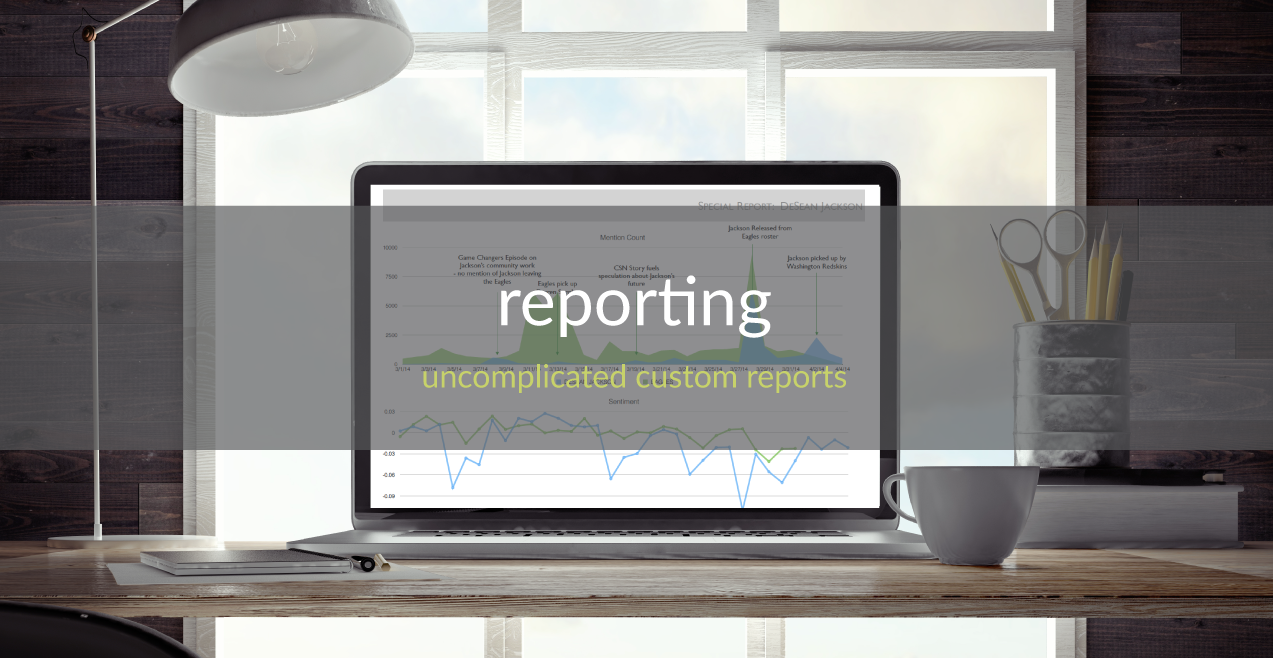 SPECIAL REPORT: DESEAN JACKSON
Mention Count
Jackson Released from
Eagles roster
Game Changers Episode on
Jackson's community work
- no mention of Jackson leaving
the Eagles
Eagles pick up
CSN Story fuels
speculation about Jackson's
future
Jackson picked up by
Washington Redskins
10000
7500
5000
2500
0
reporting
uncomplicated custom reports
Sentiment
0.03
0
-0.03
-0.06
-0.09